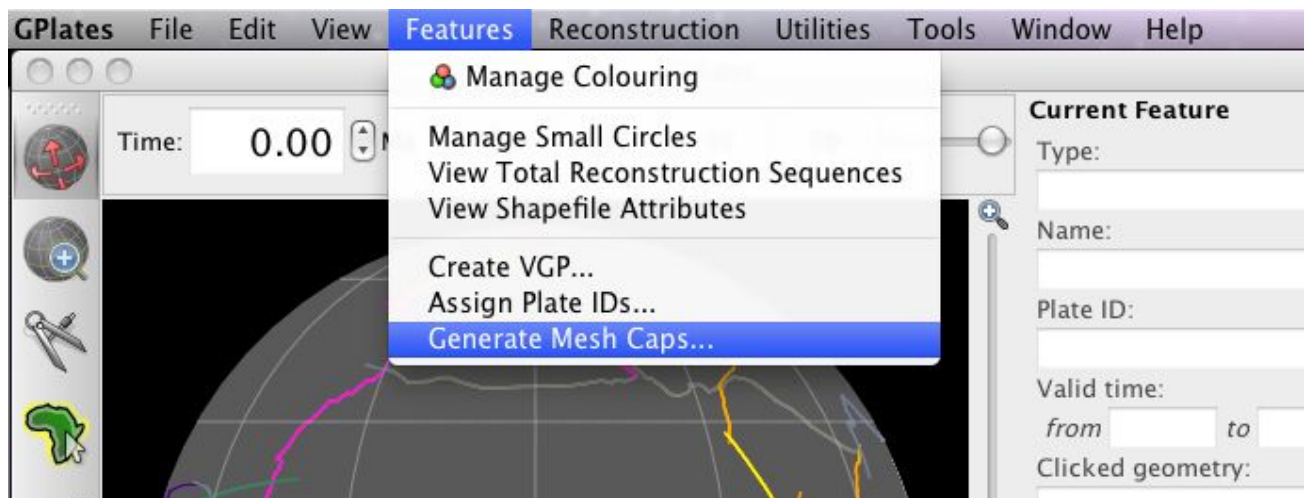 GPlates File Edit View Features Reconstruction Utilities Tools Window Help
Manage Colouring
Manage Small Circles
View Total Reconstruction Sequences
View Shapefile Attributes
Create VGP...
Assign Plate IDs...
Generate Mesh Caps...
Time: 0.00
Current Feature
Type:
Name:
Plate ID:
Valid time:
from to
Clicked geometry: